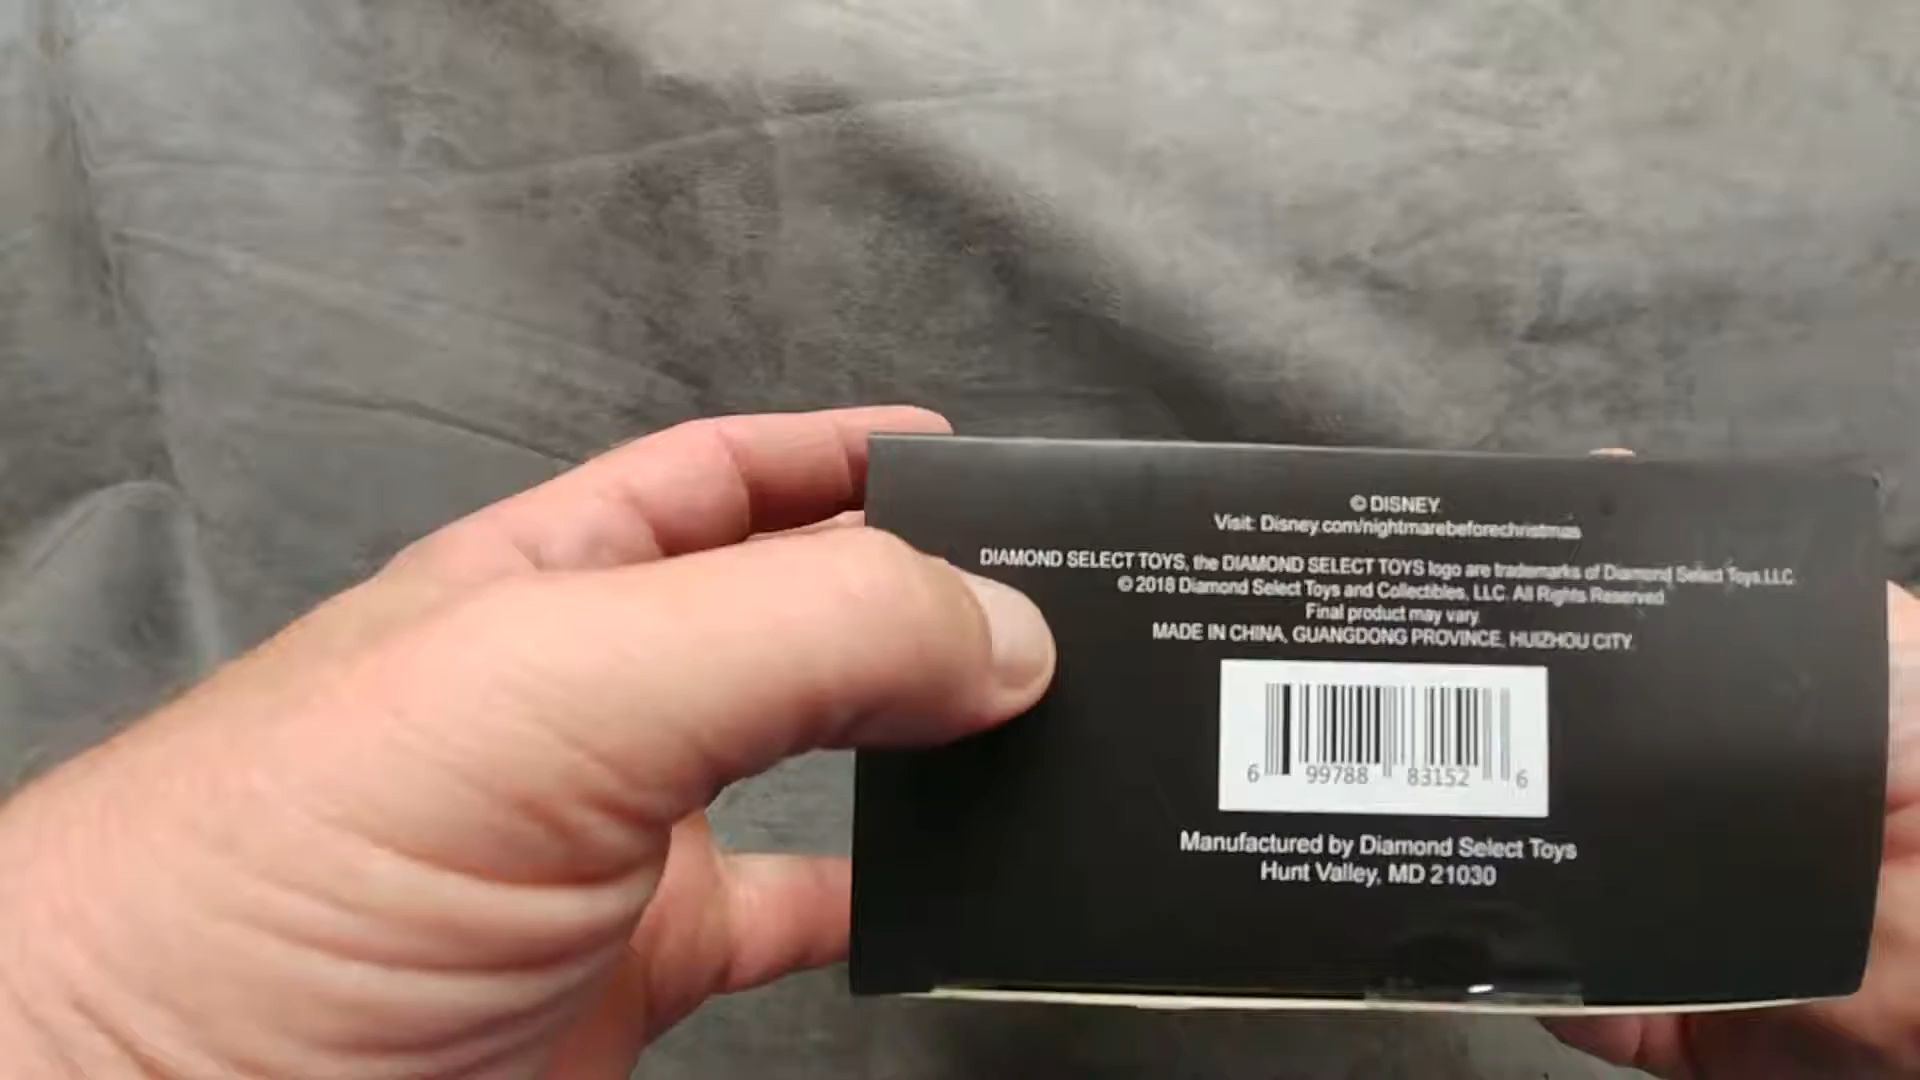 © DISNEY
Visit: Disney.com/nightmarebeforechristmas
DIAMOND SELECT TOYS, the DIAMOND SELECT TOYS logo are trademarks of Diamond Select Toys LLC.
© 2018 Diamond Select Toys and Collectibles, LLC. All Rights Reserved.
Final product may vary.
MADE IN CHINA, GUANGDONG PROVINCE, HUIZHOU CITY.
6 99788 83152 6
Manufactured by Diamond Select Toys
Hunt Valley, MD 21030